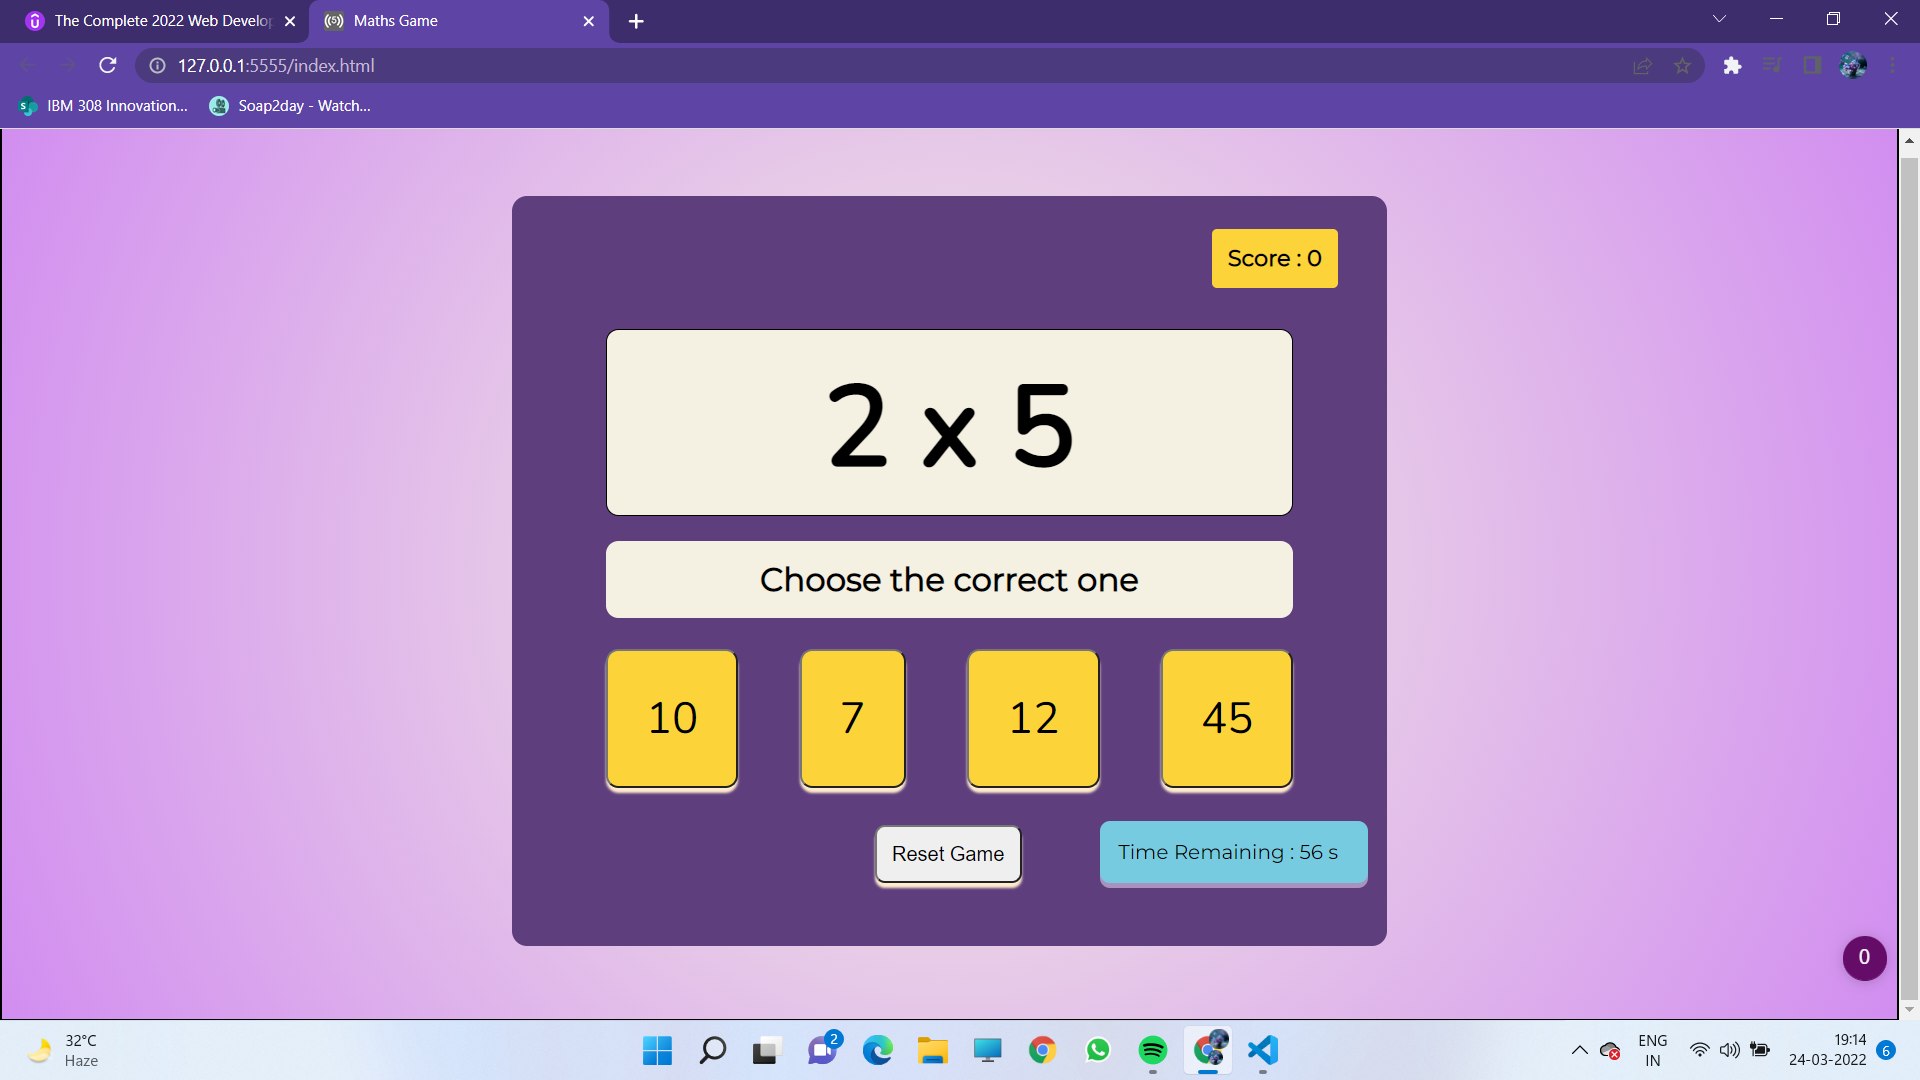 The Complete 2022 Web Develop
Maths Game
127.0.0.1:5555/index.html
IBM 308 Innovation...
Soap2day - Watch...
Score : 0
2 x 5
Choose the correct one
10
7
12
45
Reset Game
Time Remaining : 56 s
0
32°C
Haze
2
ENG
IN
19:14
24-03-2022
6